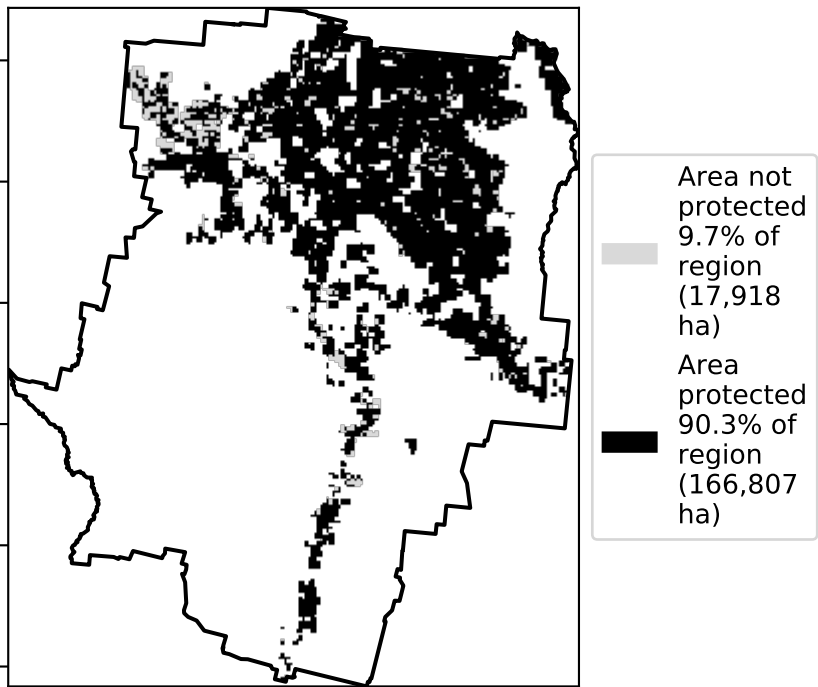 Area not
protected
9.7% of
region
(17,918
ha)
Area
protected
90.3% of
region
(166,807
ha)